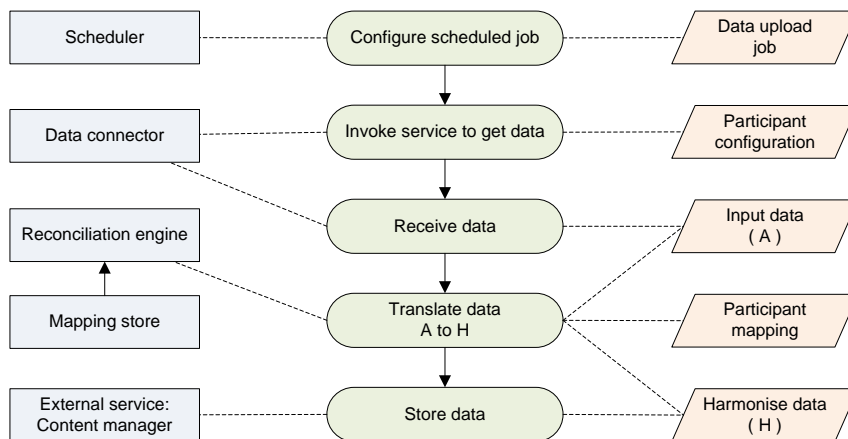 Scheduler
Configure scheduled job
Data upload
job
Data connector
Invoke service to get data
Participant
configuration
Reconciliation engine
Receive data
Input data
( A )
Mapping store
Translate data
A to H
Participant
mapping
External service:
Content manager
Store data
Harmonise data
( H )